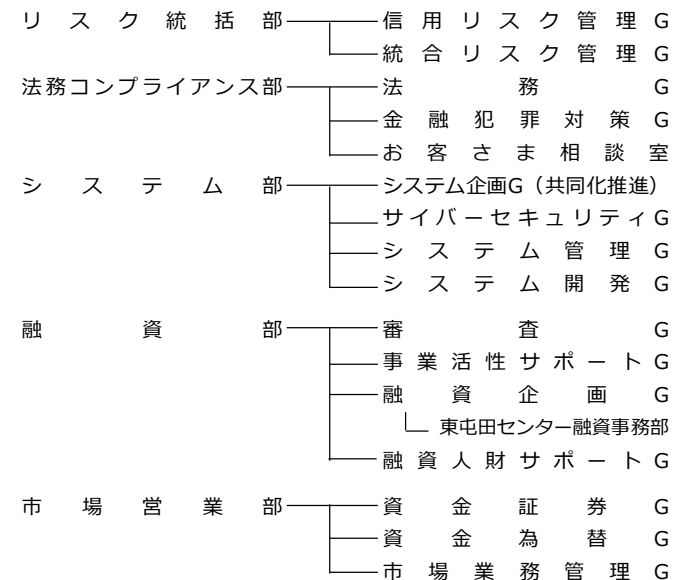 リスク統括部 信用リスク管理G
統合リスク管理G
法務コンプライアンス部 法務G
金融犯罪対策G
お客さま相談室
システム部 システム企画G（共同化推進）
サイバーセキュリティG
システム管理G
システム開発G
融資部 審査G
事業活性サポートG
融資企画G
東屯田センター融資事務部
融資人財サポートG
市場営業部 資金証券G
資金為替G
市場業務管理G